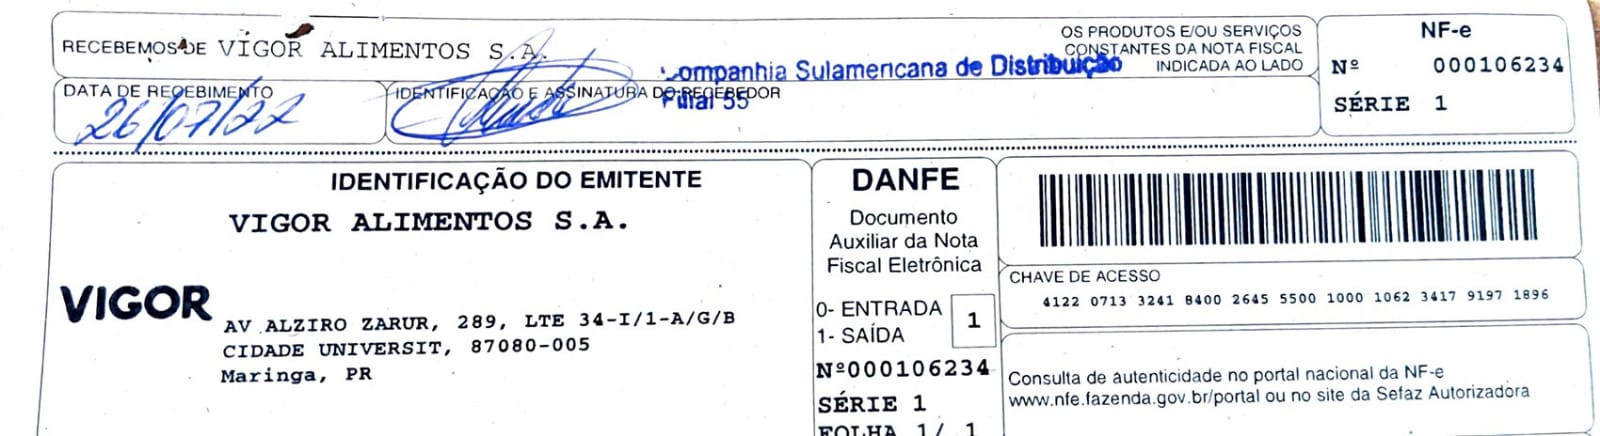 RECEBEMOS DE VIGOR ALIMENTOS S.A.
OS PRODUTOS E/OU SERVIÇOS
CONSTANTES DA NOTA FISCAL
INDICADA AO LADO
Companhia Sulamericana de Distribuição
Filial 55
DATA DE RECEBIMENTO
26/07/22
IDENTIFICAÇÃO E ASSINATURA DO RECEBEDOR
NF-e
Nº 000106234
SÉRIE 1
IDENTIFICAÇÃO DO EMITENTE
VIGOR ALIMENTOS S.A.
VIGOR
AV ALZIRO ZARUR, 289, LTE 34-I/1-A/G/B
CIDADE UNIVERSIT, 87080-005
Maringa, PR
DANFE
Documento
Auxiliar da Nota
Fiscal Eletrônica
0- ENTRADA
1- SAÍDA
1
Nº000106234
SÉRIE 1
FOLHA 1/ 1
CHAVE DE ACESSO
4122 0713 3241 8400 2645 5500 1000 1062 3417 9197 1896
Consulta de autenticidade no portal nacional da NF-e
www.nfe.fazenda.gov.br/portal ou no site da Sefaz Autorizadora